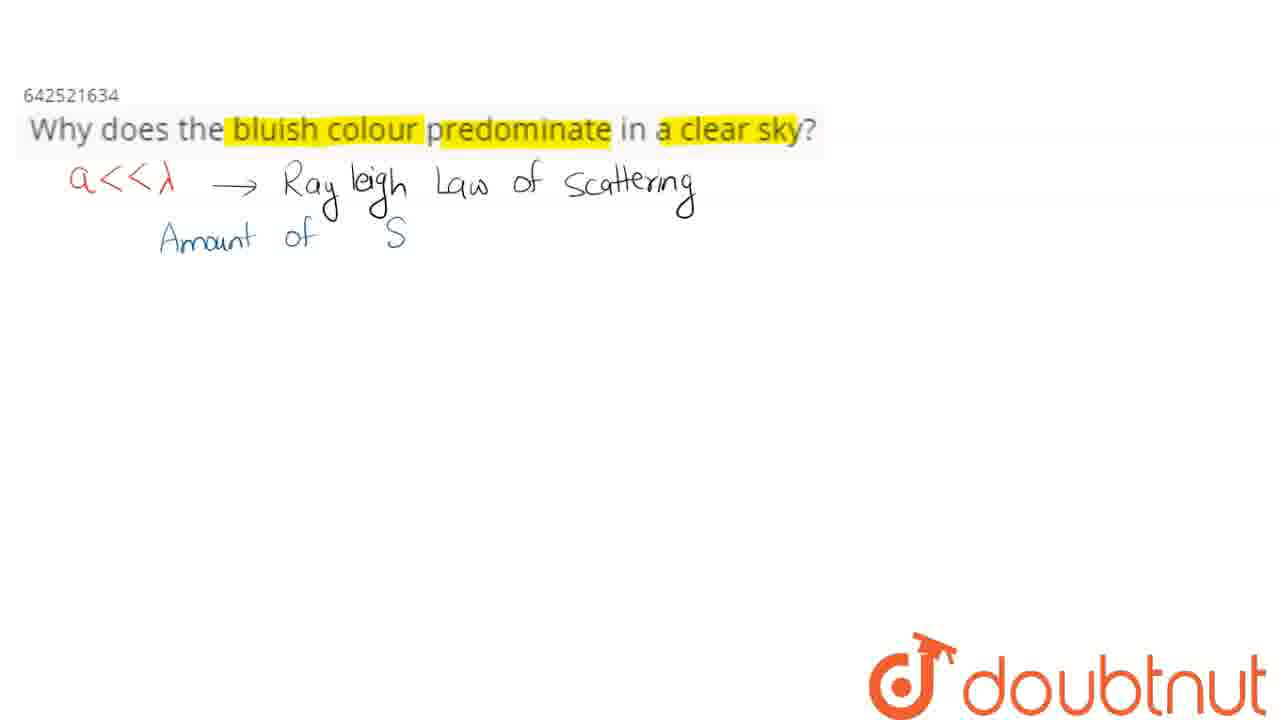 642521634
Why does the bluish colour predominate in a clear sky?
a << λ → Rayleigh Law of Scattering
Amount of S
doubtnut